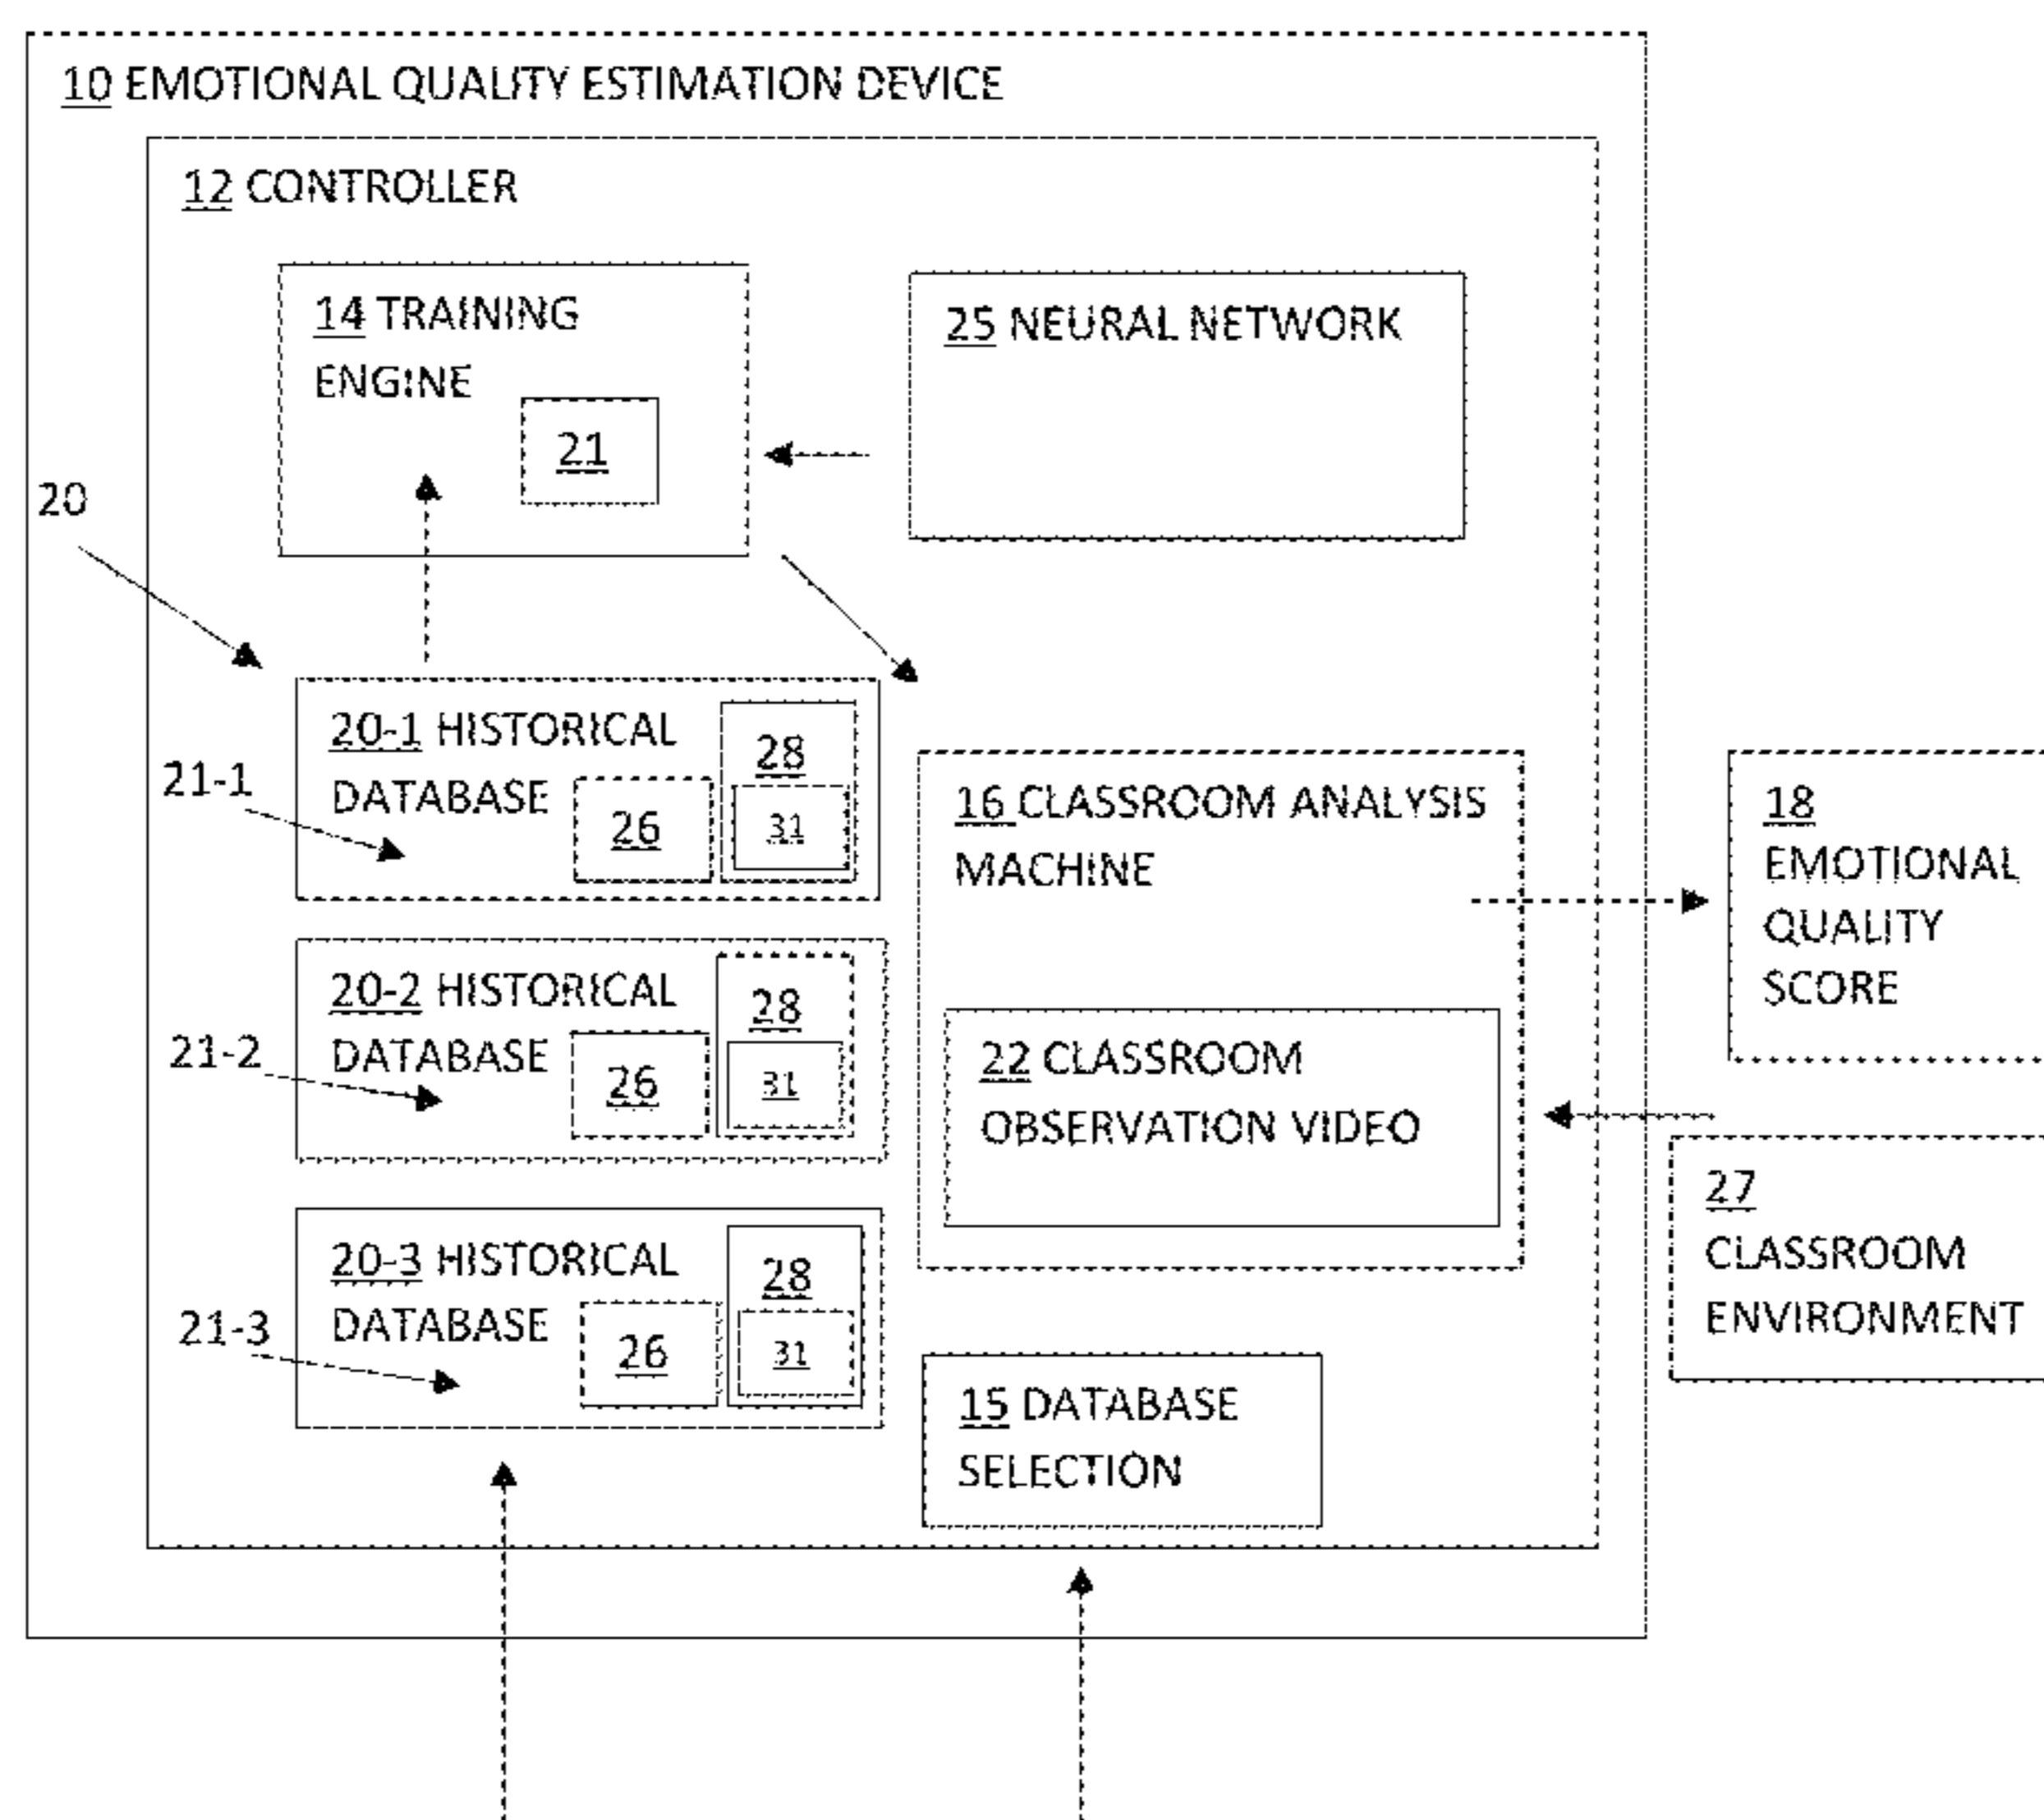 10 EMOTIONAL QUALITY ESTIMATION DEVICE
12 CONTROLLER
14 TRAINING
ENGINE
21
25 NEURAL NETWORK
20
20-1 HISTORICAL
DATABASE
26
28
31
21-1
20-2 HISTORICAL
DATABASE
26
28
31
21-2
20-3 HISTORICAL
DATABASE
26
28
31
21-3
16 CLASSROOM ANALYSIS
MACHINE
22 CLASSROOM
OBSERVATION VIDEO
15 DATABASE
SELECTION
18
EMOTIONAL
QUALITY
SCORE
27
CLASSROOM
ENVIRONMENT